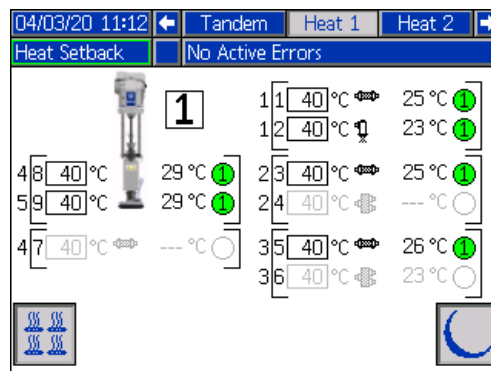 04/03/20 11:12 Tandem Heat 1 Heat 2
Heat Setback No Active Errors
1
1 1 40 °C 25 °C 1
1 2 40 °C 23 °C 1
4 8 40 °C 29 °C 1
5 9 40 °C 29 °C 1
2 3 40 °C 25 °C 1
2 4 40 °C --- °C
4 7 40 °C --- °C
3 5 40 °C 26 °C 1
3 6 40 °C 23 °C